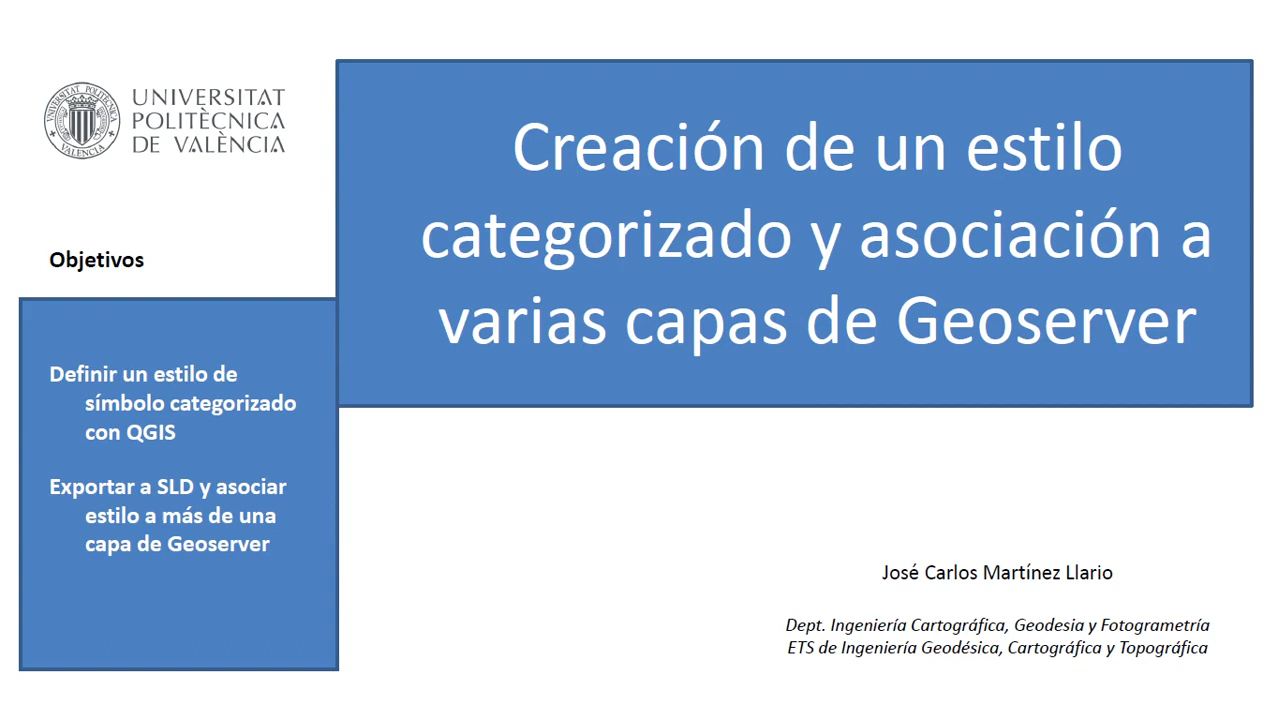 UNIVERSITAT
POLITÈCNICA
DE VALÈNCIA
Creación de un estilo
categorizado y asociación a
varias capas de Geoserver
Objetivos
Definir un estilo de
símbolo categorizado
con QGIS
Exportar a SLD y asociar
estilo a más de una
capa de Geoserver
José Carlos Martínez Llario
Dept. Ingeniería Cartográfica, Geodesia y Fotogrametría
ETS de Ingeniería Geodésica, Cartográfica y Topográfica